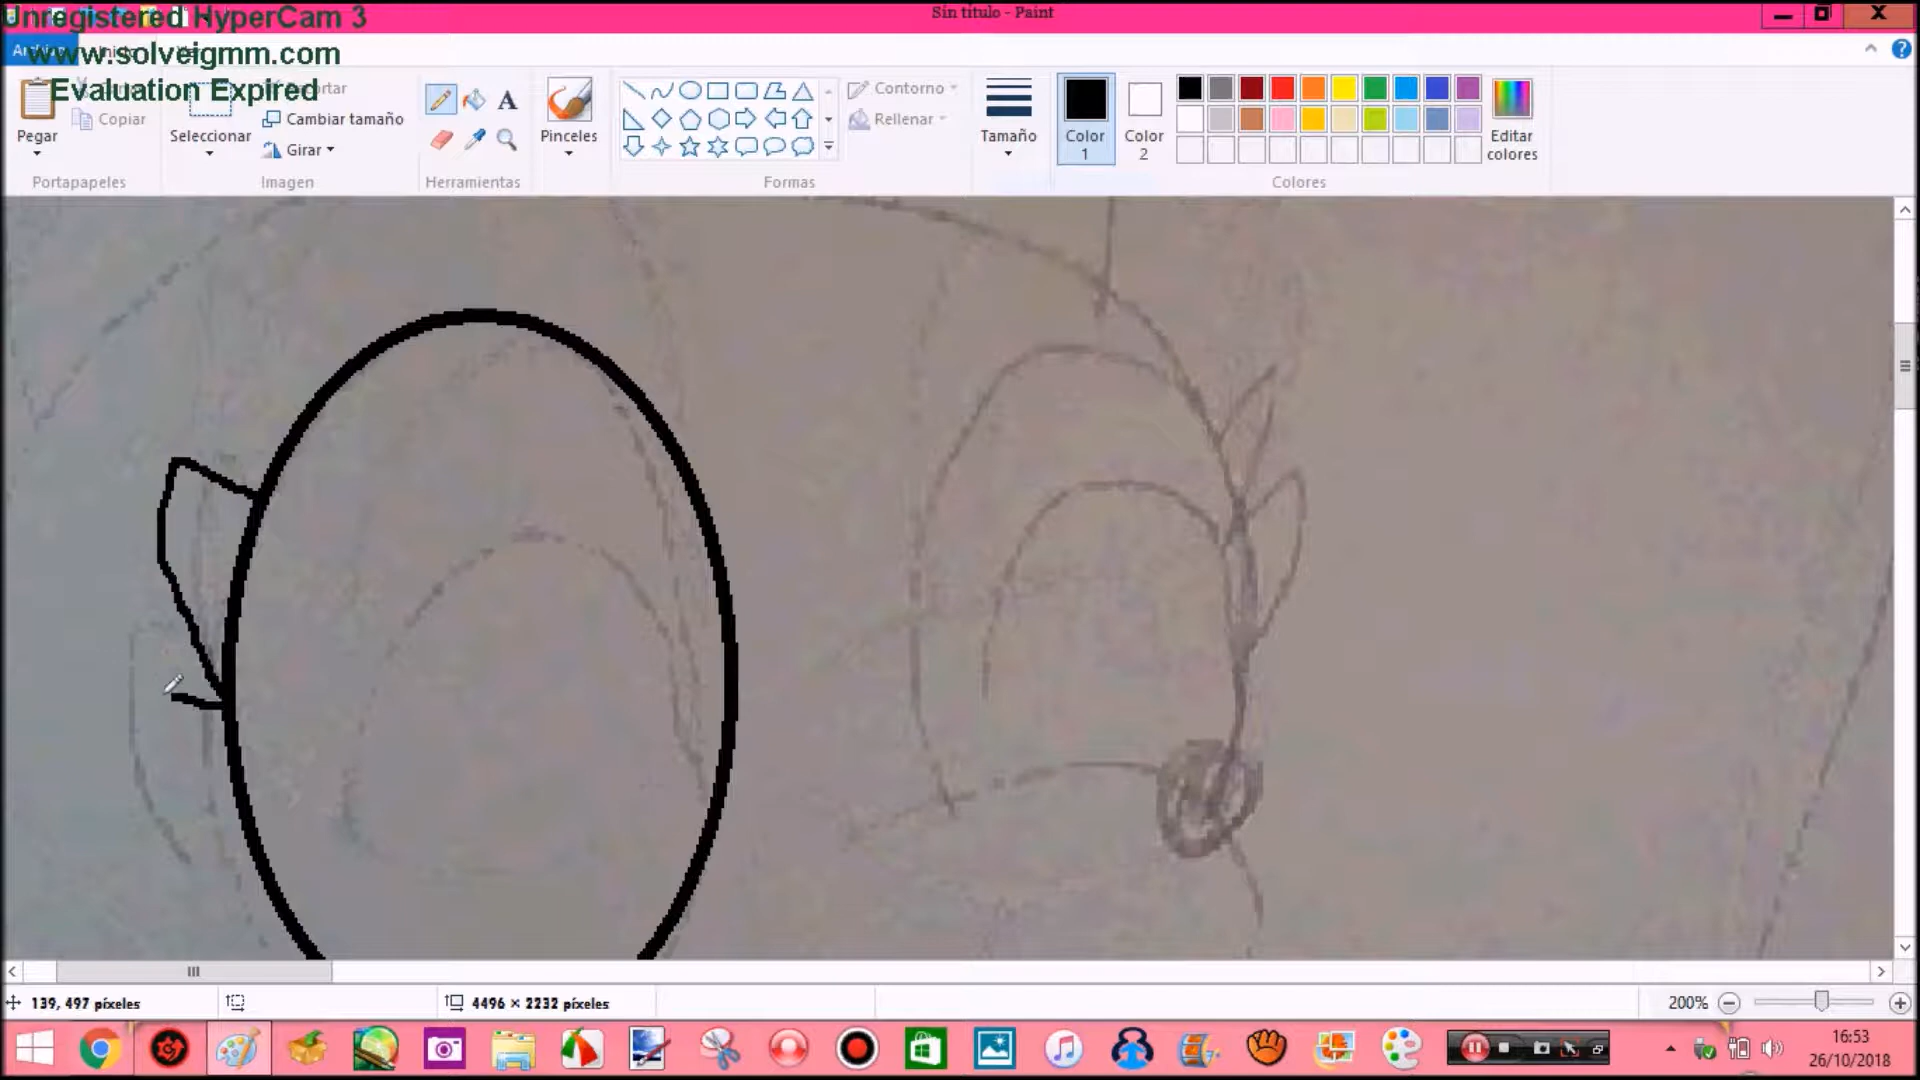 Unregistered HyperCam 3
Sin título - Paint
www.solveigmm.com
Evaluation Expired
Pegar
Copiar
Seleccionar
Cambiar tamaño
Girar
Pinceles
Contorno
Rellenar
Tamaño
Color 1
Color 2
Editar colores
Portapapeles
Imagen
Herramientas
Formas
Colores
139, 497 píxeles
4496 × 2232 píxeles
200%
16:53
26/10/2018